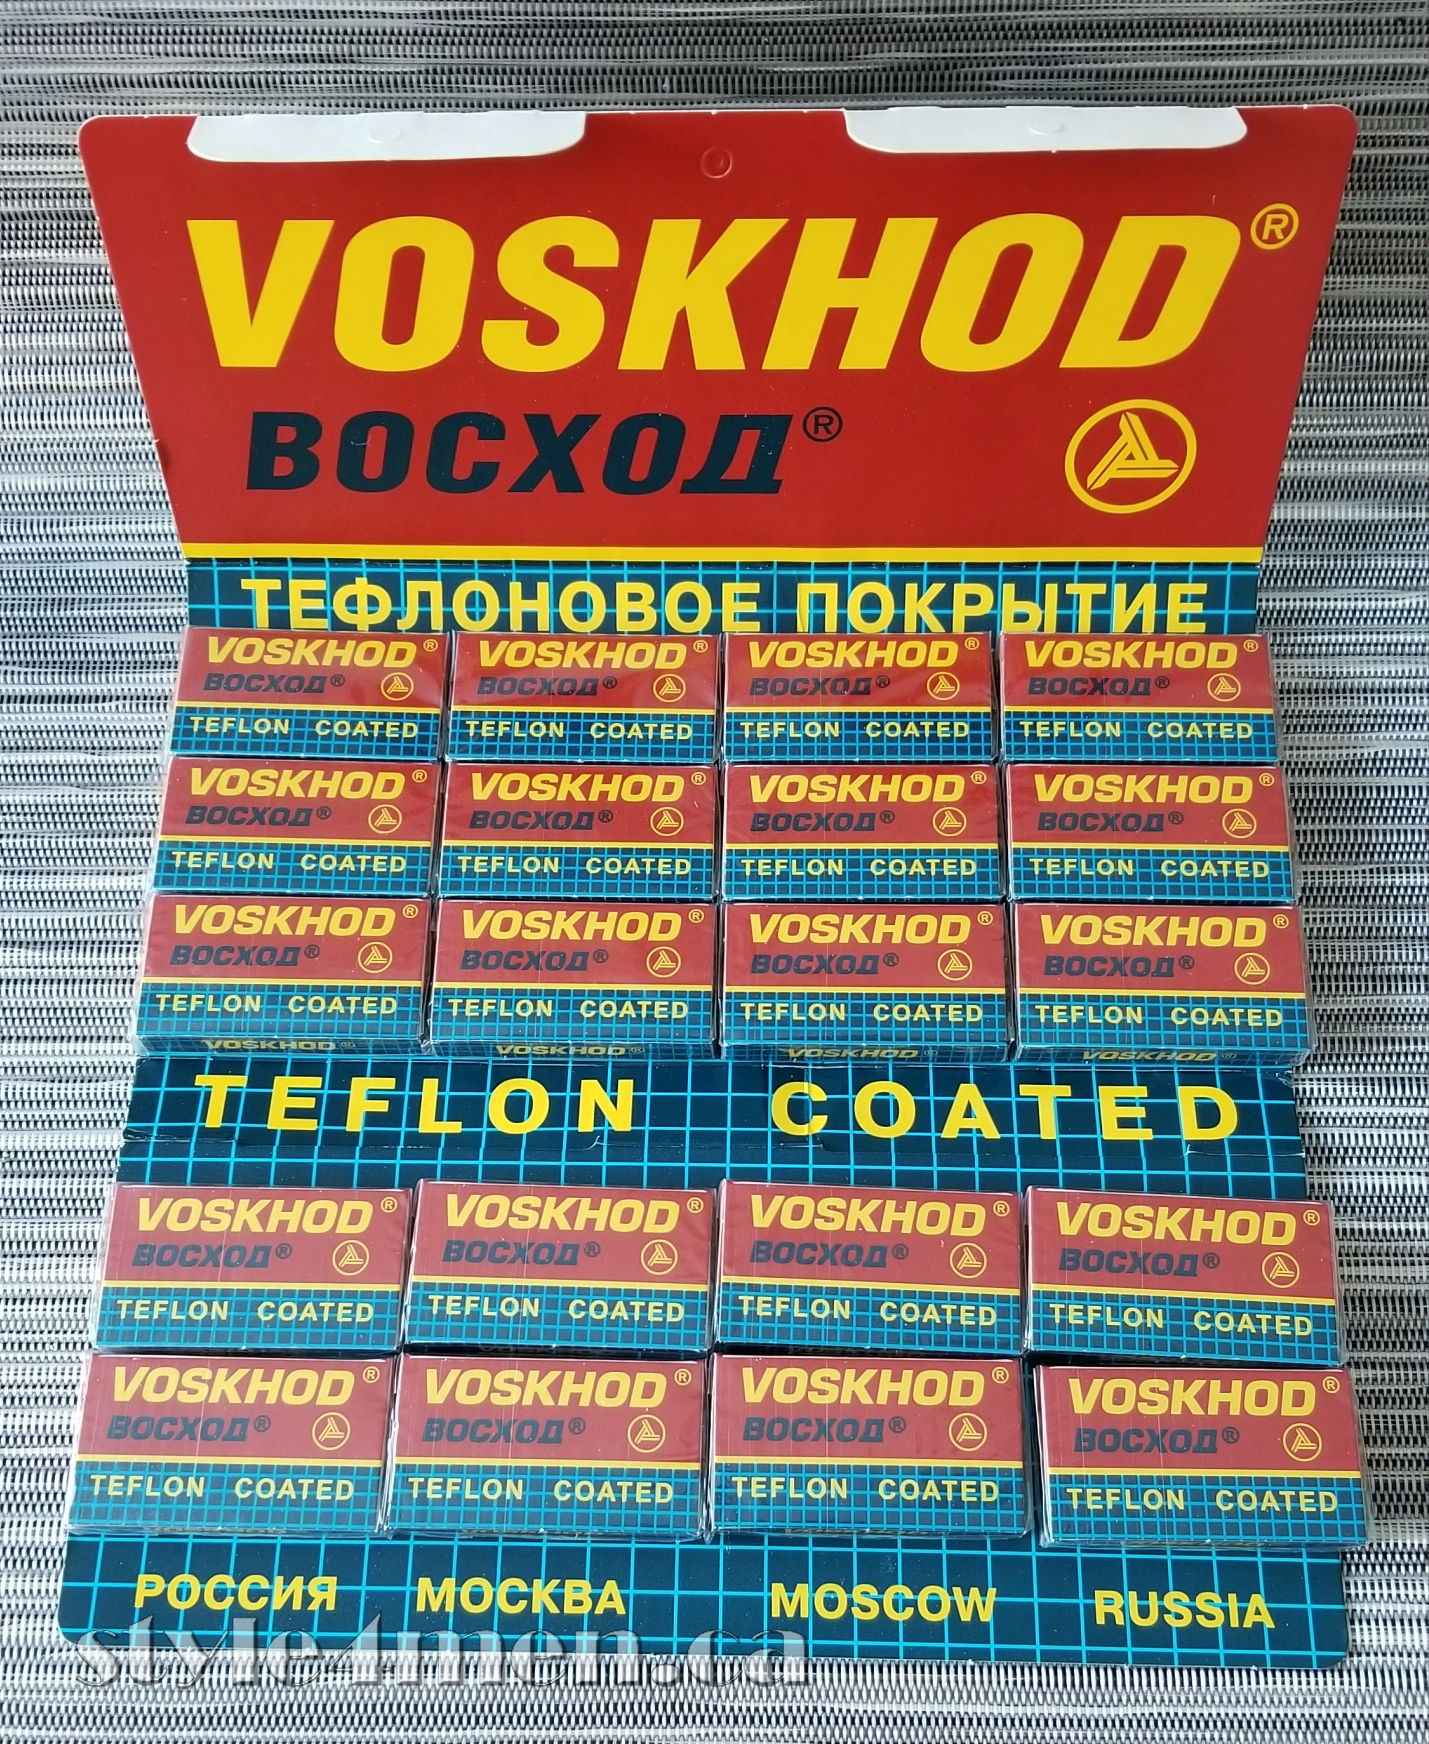 VOSKHOD®
ВОСХОД®
ТЕФЛОНОВОЕ ПОКРЫТИЕ
VOSKHOD® VOSKHOD® VOSKHOD® VOSKHOD®
ВОСХОД® ВОСХОД® ВОСХОД® ВОСХОД®
TEFLON COATED TEFLON COATED TEFLON COATED TEFLON COATED
VOSKHOD® VOSKHOD® VOSKHOD® VOSKHOD®
ВОСХОД® ВОСХОД® ВОСХОД® ВОСХОД®
TEFLON COATED TEFLON COATED TEFLON COATED TEFLON COATED
VOSKHOD® VOSKHOD® VOSKHOD® VOSKHOD®
ВОСХОД® ВОСХОД® ВОСХОД® ВОСХОД®
TEFLON COATED TEFLON COATED TEFLON COATED TEFLON COATED
VOSKHOD® VOSKHOD® VOSKHOD® VOSKHOD®
TEFLON COATED
VOSKHOD® VOSKHOD® VOSKHOD® VOSKHOD®
ВОСХОД® ВОСХОД® ВОСХОД® ВОСХОД®
TEFLON COATED TEFLON COATED TEFLON COATED TEFLON COATED
VOSKHOD® VOSKHOD® VOSKHOD® VOSKHOD®
ВОСХОД® ВОСХОД® ВОСХОД® ВОСХОД®
TEFLON COATED TEFLON COATED TEFLON COATED TEFLON COATED
РОССИЯ МОСКВА MOSCOW RUSSIA
style4men.ca